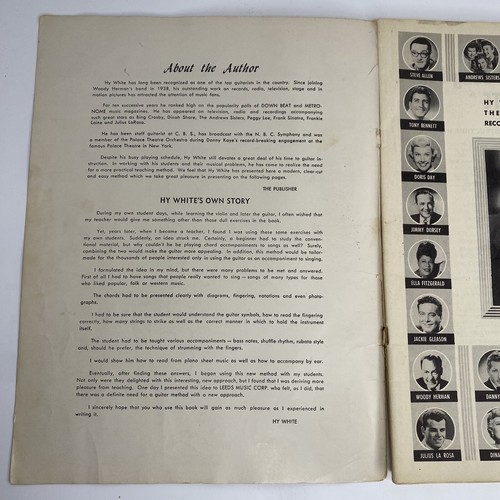 About the Author
Hy White has long been recognized as one of the top guitarists in the country. Since joining
Woody Herman's band in 1938, his outstanding work on records, radio, television, stage and in
motion pictures has attracted the attention of music fans.
For ten successive years he ranked high on the popularity polls of DOWN BEAT and METRO-
NOME music magazines. He has appeared on television, radio and recordings accompanying
such great stars as Bing Crosby, Dinah Shore, The Andrews Sisters, Peggy Lee, Frank Sinatra, Frankie
Laine and Julius LaRosa.
He has been staff guitarist at C. B. S., has broadcast with the N. B. C. Symphony and was
a member of the Palace Theatre Orchestra during Danny Kaye's record-breaking engagement at the
famous Palace Theatre in New York.
Despite his busy playing schedule, Hy White still devotes a great deal of his time to guitar in-
struction. In working with his students and their musical problems, he has come to realize the need
for a more practical teaching method. We feel that Hy White has presented here a modern, clear-cut
and easy method which we take great pleasure in presenting on the following pages.
THE PUBLISHER
HY WHITE'S OWN STORY
During my own student days, while learning the violin and later the guitar, I often wished that
my teacher would give me something other than those dull exercises in the book.
Yet, years later, when I became a teacher, I found I was using these same exercises with
my own students. Suddenly, an idea struck me. Certainly, a beginner had to study the conven-
tional material, but why couldn't he be playing chord accompaniments to songs as well? Surely,
combining the two would make the guitar more appealing. In addition, this method would be tailor-
made for the thousands of people interested only in using the guitar as an accompaniment to singing.
I formulated the idea in my mind, but there were many problems to be met and answered.
First of all I had to have songs that people really wanted to sing—songs of many types for those
who liked popular, folk or western music.
The chords had to be presented clearly with diagrams, fingering, notations and even photo-
graphs.
I had to be sure that the student would understand the guitar symbols, how to read the fingering
correctly, how many strings to strike as well as the correct manner in which to hold the instrument
itself.
The student had to be taught various accompaniments — bass notes, shuffle rhythm, rubato style
and, should he prefer, the technique of strumming with the fingers.
I would show him how to read from piano sheet music as well as how to accompany by ear.
Eventually, after finding these answers, I began using this new method with my students.
Not only were they delighted with this interesting, new approach, but I found that I was deriving more
pleasure from teaching. One day I presented this idea to LEEDS MUSIC CORP. who felt, as I did, that
there was a definite need for a guitar method with a new approach.
I sincerely hope that you who use this book will gain as much pleasure as I experienced in
writing it.
HY WHITE
STEVE ALLEN
ANDREWS SISTERS
TONY BENNETT
DORIS DAY
JIMMY DORSEY
ELLA FITZGERALD
JACKIE GLEASON
WOODY HERMAN
DANNY
JULIUS LA ROSA
DINA
HY
THE
RECO